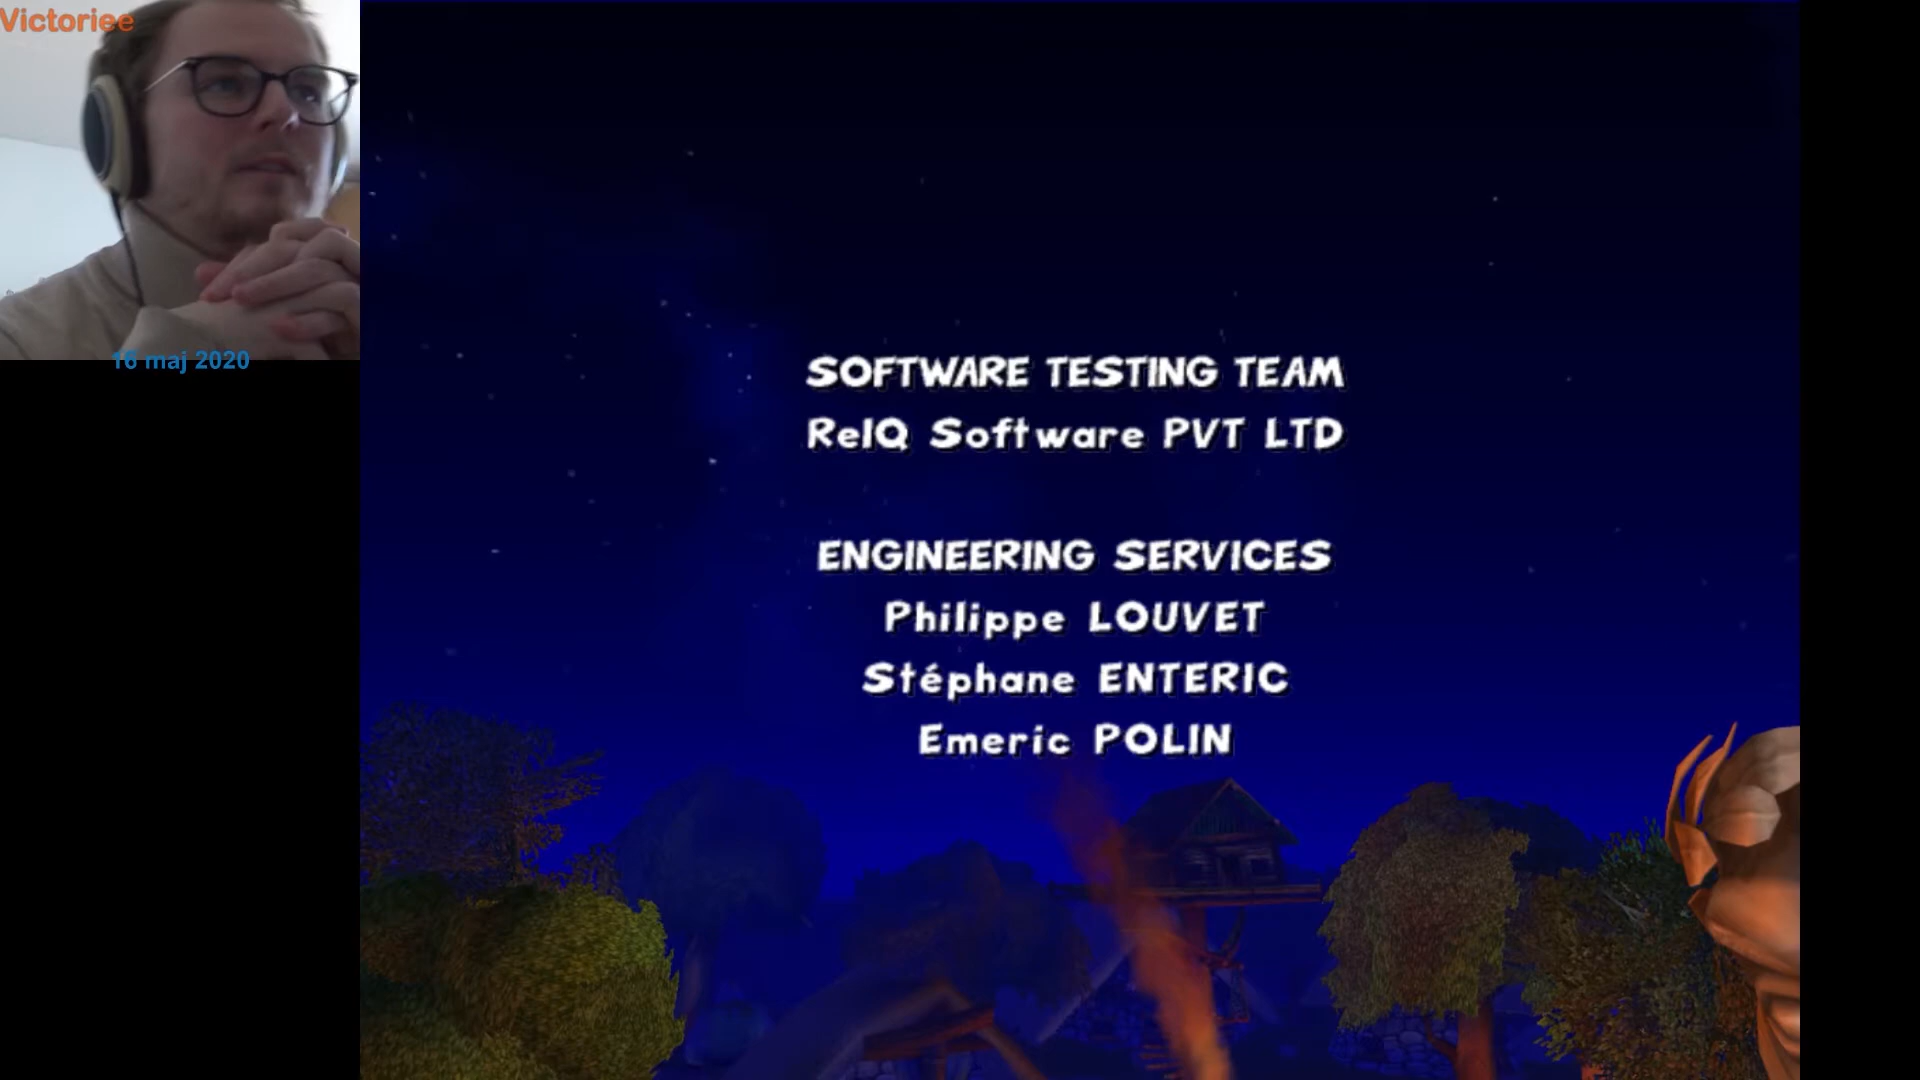 Victoriee
16 maj 2020
SOFTWARE TESTING TEAM
RelQ Software PVT LTD
ENGINEERING SERVICES
Philippe LOUVET
Stéphane ENTERIC
Emeric POLIN